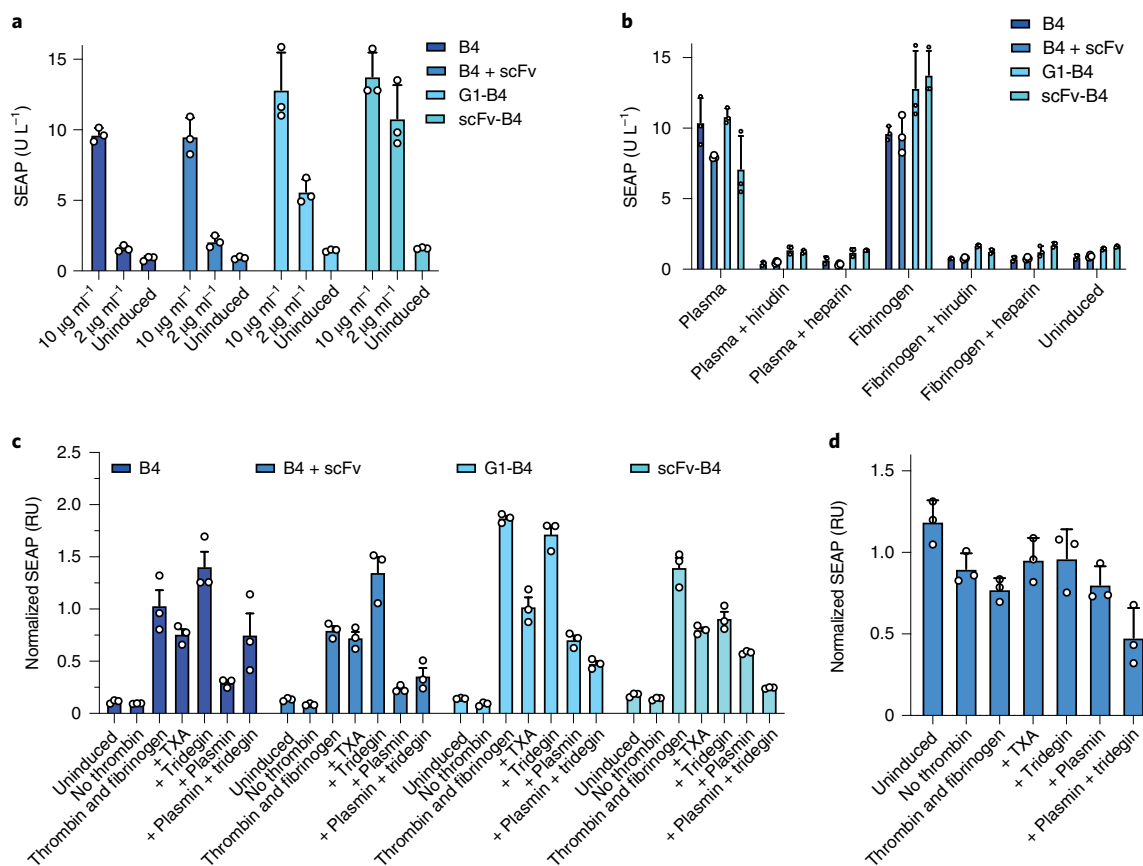 a
SEAP (U L⁻¹)
15
10
5
0
B4
B4 + scFv
G1-B4
scFv-B4
10 µg ml⁻¹
2 µg ml⁻¹
Uninduced
10 µg ml⁻¹
2 µg ml⁻¹
Uninduced
10 µg ml⁻¹
2 µg ml⁻¹
Uninduced
10 µg ml⁻¹
2 µg ml⁻¹
Uninduced
b
SEAP (U L⁻¹)
15
10
5
0
B4
B4 + scFv
G1-B4
scFv-B4
Plasma
Plasma + hirudin
Plasma + heparin
Fibrinogen
Fibrinogen + hirudin
Fibrinogen + heparin
Uninduced
c
Normalized SEAP (RU)
2.5
2.0
1.5
1.0
0.5
0
B4
B4 + scFv
G1-B4
scFv-B4
Uninduced
No thrombin
Thrombin and fibrinogen
+ TXA
+ Tridegin
+ Plasmin
+ Plasmin + tridegin
Uninduced
No thrombin
Thrombin and fibrinogen
+ TXA
+ Tridegin
+ Plasmin
+ Plasmin + tridegin
Uninduced
No thrombin
Thrombin and fibrinogen
+ TXA
+ Tridegin
+ Plasmin
+ Plasmin + tridegin
Uninduced
No thrombin
Thrombin and fibrinogen
+ TXA
+ Tridegin
+ Plasmin
+ Plasmin + tridegin
d
Normalized SEAP (RU)
1.5
1.0
0.5
0
Uninduced
No thrombin
Thrombin and fibrinogen
+ TXA
+ Tridegin
+ Plasmin
+ Plasmin + tridegin